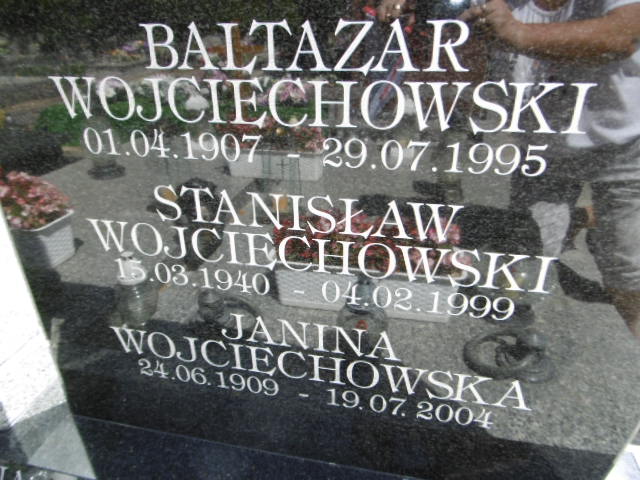 BALTAZAR
WOJCIECHOWSKI
01.04.1907 - 29.07.1995
STANISŁAW
WOJCIECHOWSKI
15.03.1940 - 04.02.1999
JANINA
WOJCIECHOWSKA
24.06.1909 - 19.07.2004